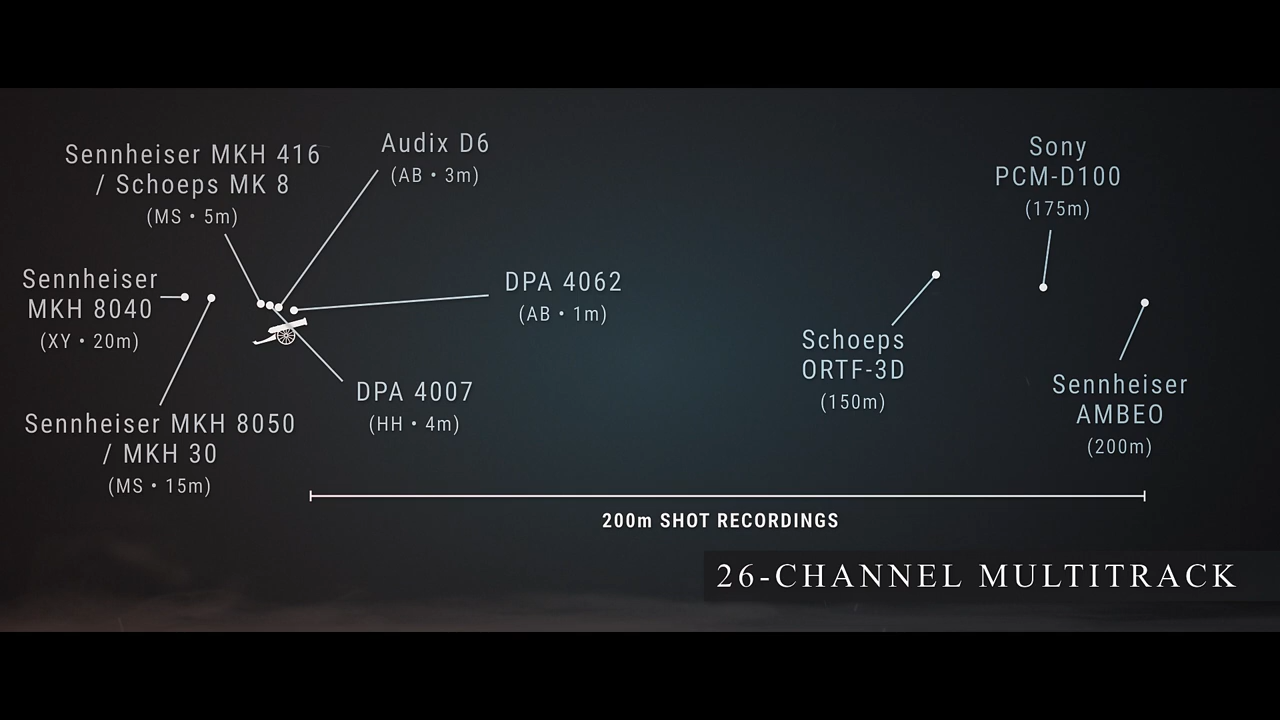 Sennheiser MKH 416
/ Schoeps MK 8
(MS • 5m)
Audix D6
(AB • 3m)
Sony
PCM-D100
(175m)
Sennheiser
MKH 8040
(XY • 20m)
DPA 4062
(AB • 1m)
Schoeps
ORTF-3D
(150m)
Sennheiser
AMBEO
(200m)
DPA 4007
(HH • 4m)
Sennheiser MKH 8050
/ MKH 30
(MS • 15m)
200m SHOT RECORDINGS
26-CHANNEL MULTITRACK